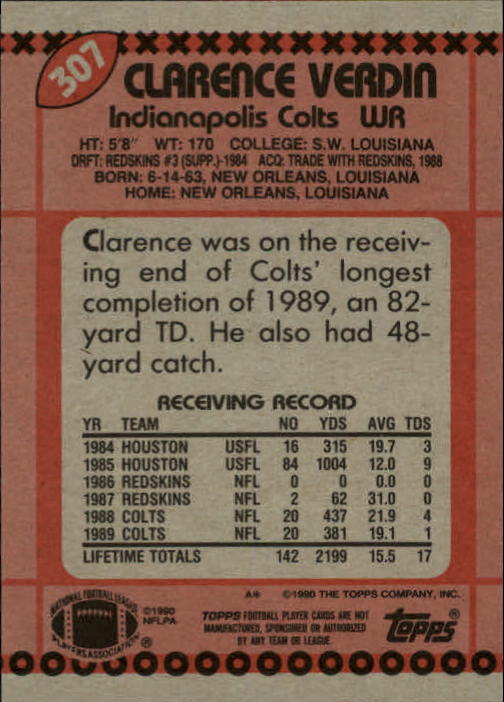 307
CLARENCE VERDIN
Indianapolis Colts WR
HT: 5'8" WT: 170 COLLEGE: S.W. LOUISIANA
DRFT: REDSKINS #3 (SUPP.)-1984 ACQ: TRADE WITH REDSKINS, 1988
BORN: 6-14-63, NEW ORLEANS, LOUISIANA
HOME: NEW ORLEANS, LOUISIANA
Clarence was on the receiv-
ing end of Colts' longest
completion of 1989, an 82-
yard TD. He also had 48-
yard catch.
RECEIVING RECORD
YR TEAM NO YDS AVG TDS
1984 HOUSTON USFL 16 315 19.7 3
1985 HOUSTON USFL 84 1004 12.0 9
1986 REDSKINS NFL 0 0 0.0 0
1987 REDSKINS NFL 2 62 31.0 0
1988 COLTS NFL 20 437 21.9 4
1989 COLTS NFL 20 381 19.1 1
LIFETIME TOTALS 142 2199 15.5 17
A* ©1990 THE TOPPS COMPANY, INC.
NATIONAL FOOTBALL LEAGUE
PLAYERS ASSOCIATION
®
©1990
NFLPA
TOPPS FOOTBALL PLAYER CARDS ARE NOT
MANUFACTURED, SPONSORED OR AUTHORIZED
BY ANY TEAM OR LEAGUE.
Topps®